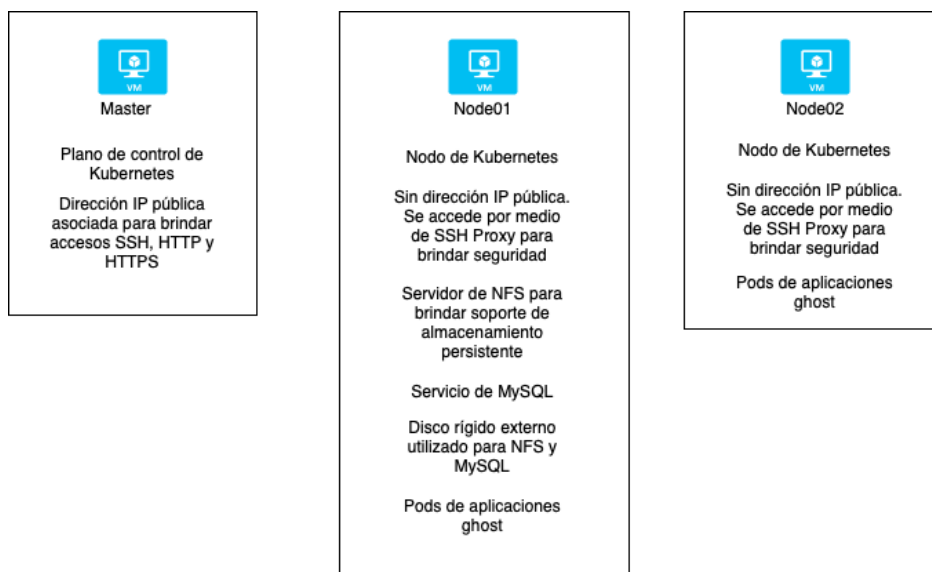 VM
Master
Plano de control de
Kubernetes
Dirección IP pública
asociada para brindar
accesos SSH, HTTP y
HTTPS
VM
Node01
Nodo de Kubernetes
Sin dirección IP pública.
Se accede por medio
de SSH Proxy para
brindar seguridad
Servidor de NFS para
brindar soporte de
almacenamiento
persistente
Servicio de MySQL
Disco rígido externo
utilizado para NFS y
MySQL
Pods de aplicaciones
ghost
VM
Node02
Nodo de Kubernetes
Sin dirección IP pública.
Se accede por medio
de SSH Proxy para
brindar seguridad
Pods de aplicaciones
ghost